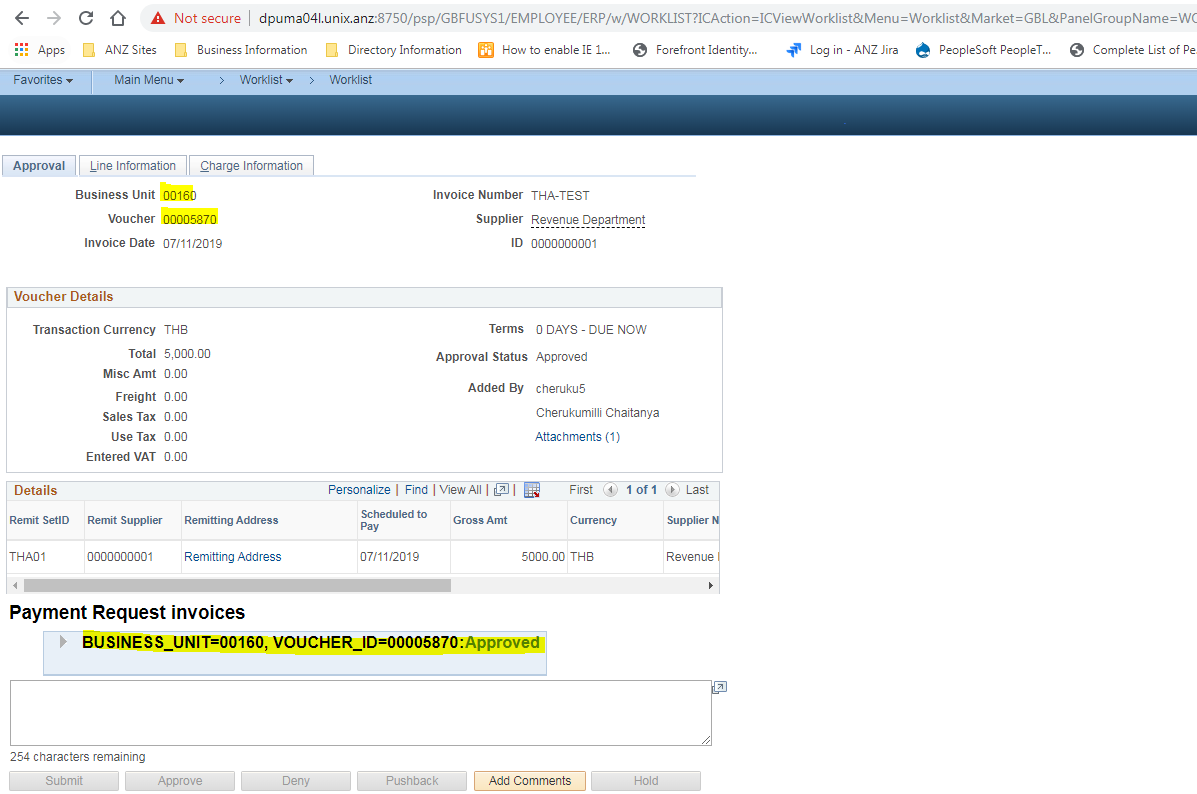 Not secure | dpuma04l.unix.anz:8750/psp/GBFUSYS1/EMPLOYEE/ERP/w/WORKLIST?ICAction=ICViewWorklist&Menu=Worklist&Market=GBL&PanelGroupName=WO
Apps ANZ Sites Business Information Directory Information How to enable IE 1... Forefront Identity... Log in - ANZ Jira PeopleSoft PeopleT... Complete List of Pe
Favorites Main Menu > Worklist > Worklist
Approval Line Information Charge Information
Business Unit 00160 Invoice Number THA-TEST
Voucher 00005870 Supplier Revenue Department
Invoice Date 07/11/2019 ID 0000000001
Voucher Details
Transaction Currency THB Terms 0 DAYS - DUE NOW
Total 5,000.00 Approval Status Approved
Misc Amt 0.00
Freight 0.00 Added By cheruku5
Sales Tax 0.00 Cherukumilli Chaitanya
Use Tax 0.00 Attachments (1)
Entered VAT 0.00
Details Personalize | Find | View All | | First 1 of 1 Last
Remit SetID Remit Supplier Remitting Address Scheduled to Pay Gross Amt Currency Supplier N
THA01 0000000001 Remitting Address 07/11/2019 5000.00 THB Revenue
Payment Request invoices
BUSINESS_UNIT=00160, VOUCHER_ID=00005870:Approved
254 characters remaining
Submit Approve Deny Pushback Add Comments Hold